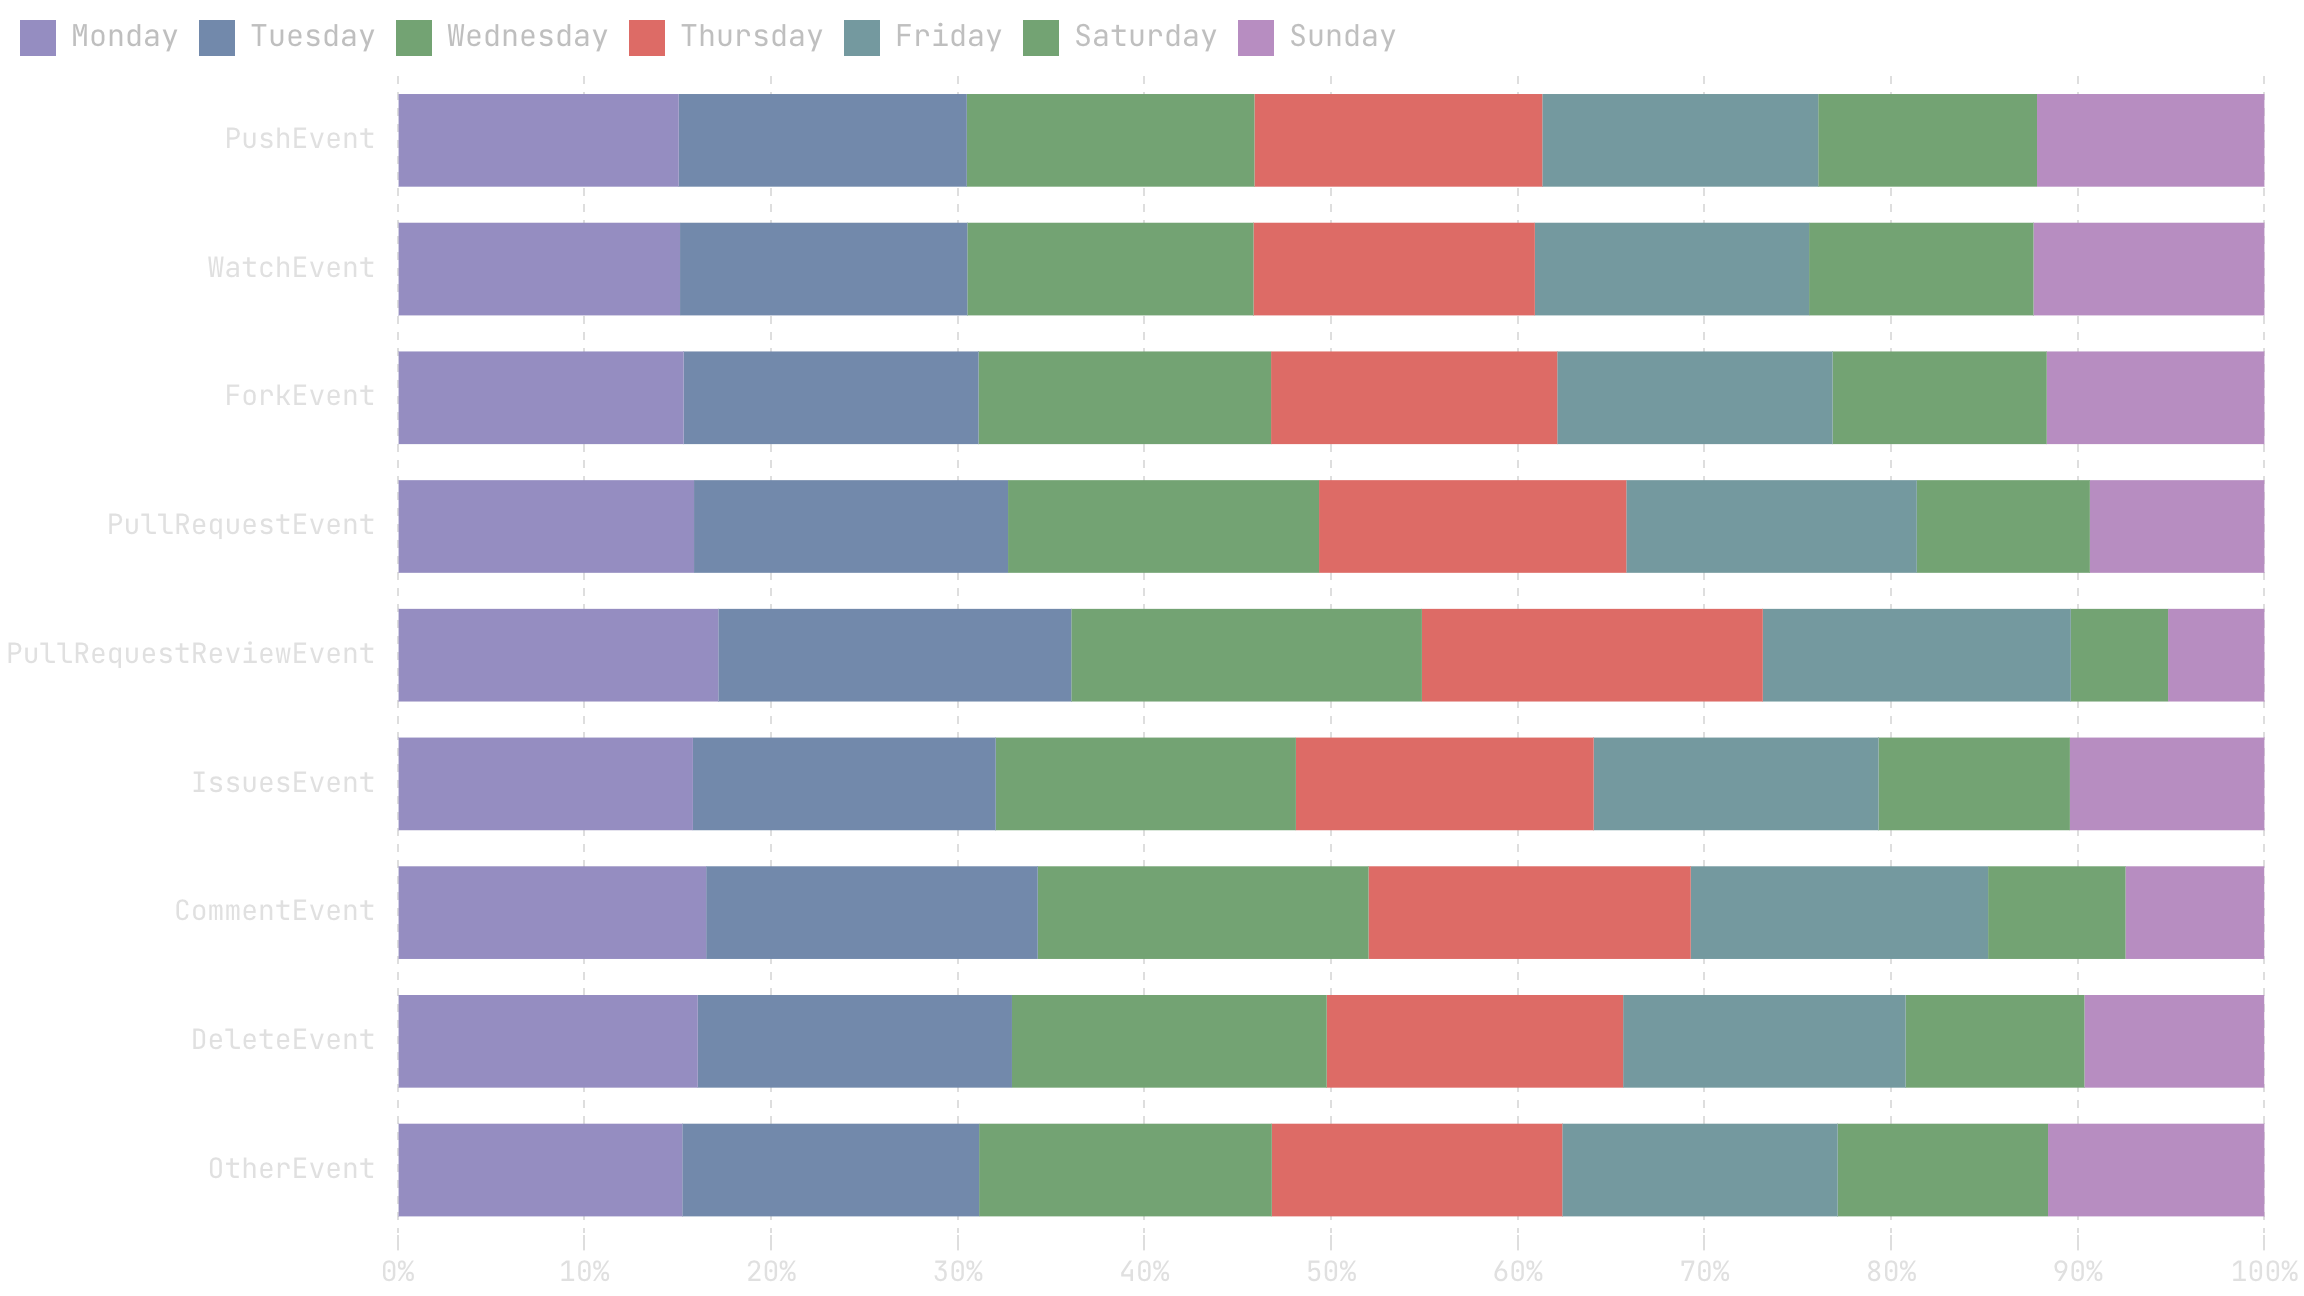 Monday Tuesday Wednesday Thursday Friday Saturday Sunday
PushEvent
WatchEvent
ForkEvent
PullRequestEvent
PullRequestReviewEvent
IssuesEvent
CommentEvent
DeleteEvent
OtherEvent
0% 10% 20% 30% 40% 50% 60% 70% 80% 90% 100%